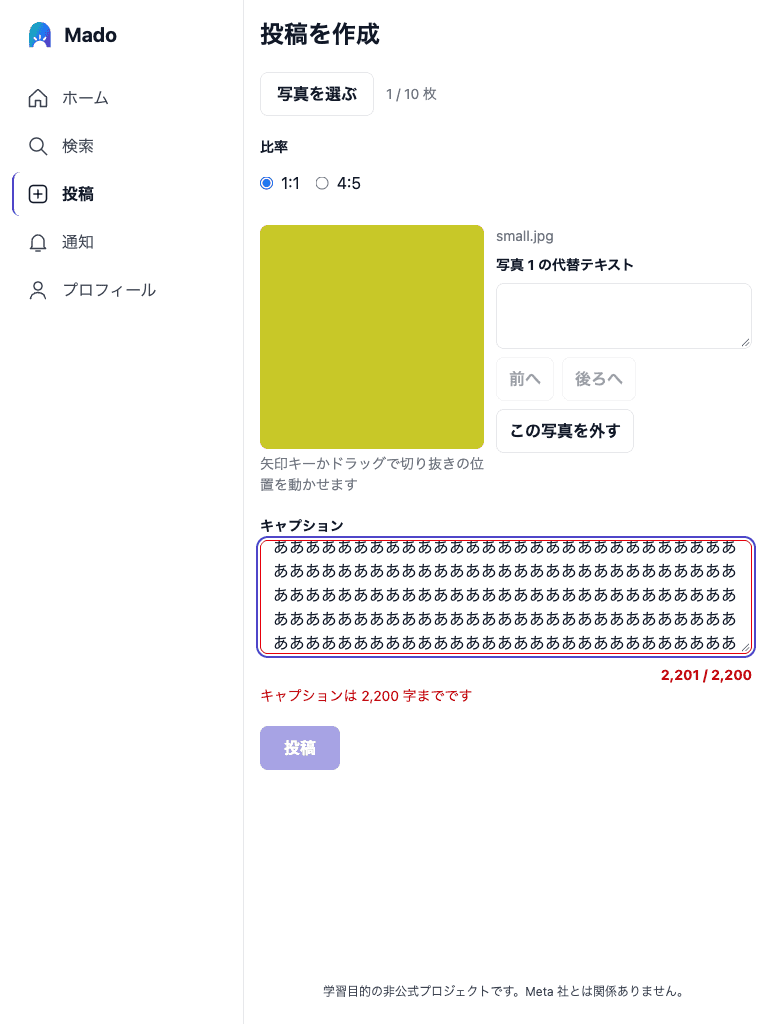 Mado
ホーム
検索
投稿
通知
プロフィール
投稿を作成
写真を選ぶ
1 / 10 枚
比率
1:1
4:5
small.jpg
写真 1 の代替テキスト
前へ
後ろへ
この写真を外す
矢印キーかドラッグで切り抜きの位
置を動かせます
キャプション
あああああああああああああああああああああああああああああ
あああああああああああああああああああああああああああああ
あああああああああああああああああああああああああああああ
あああああああああああああああああああああああああああああ
あああああああああああああああああああああああああああああ
2,201 / 2,200
キャプションは 2,200 字までです
投稿
学習目的の非公式プロジェクトです。Meta 社とは関係ありません。